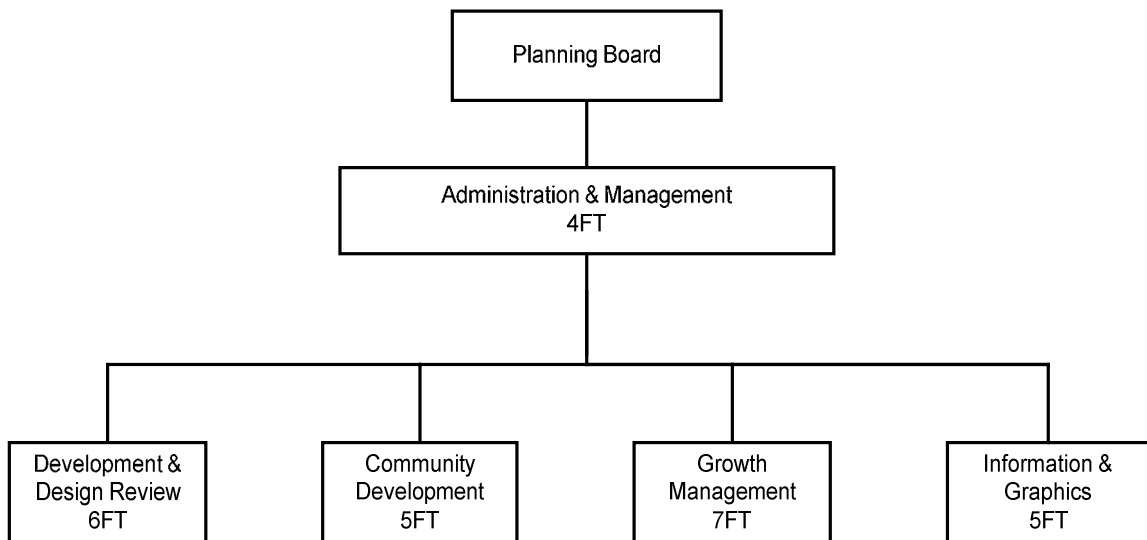 Planning Board
Administration & Management
4FT
Development &
Design Review
6FT
Community
Development
5FT
Growth
Management
7FT
Information &
Graphics
5FT